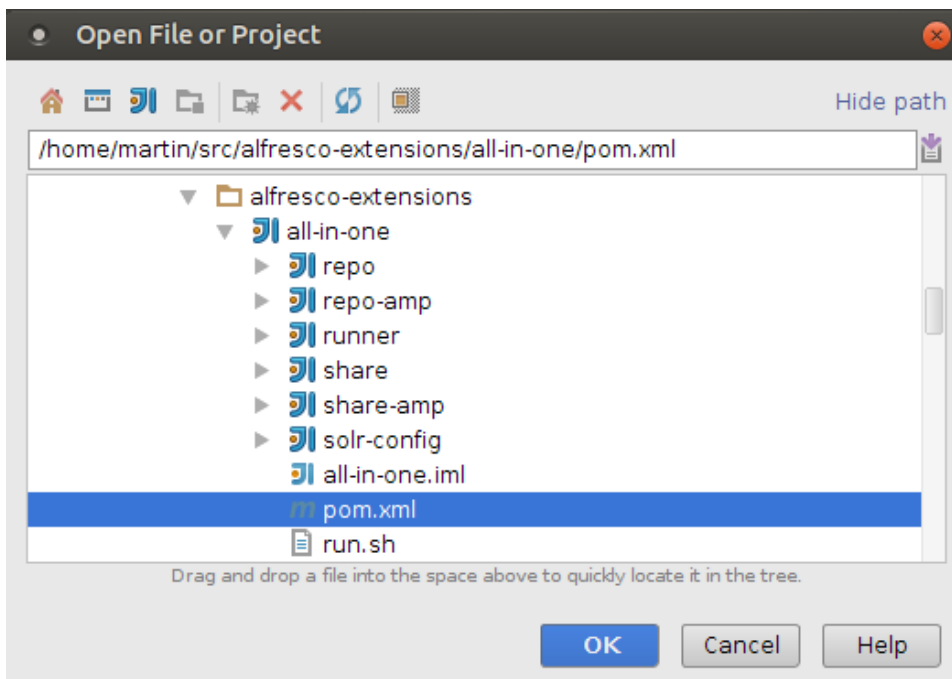 Open File or Project
Hide path
/home/martin/src/alfresco-extensions/all-in-one/pom.xml
alfresco-extensions
all-in-one
repo
repo-amp
runner
share
share-amp
solr-config
all-in-one.iml
m pom.xml
run.sh
Drag and drop a file into the space above to quickly locate it in the tree.
OK Cancel Help